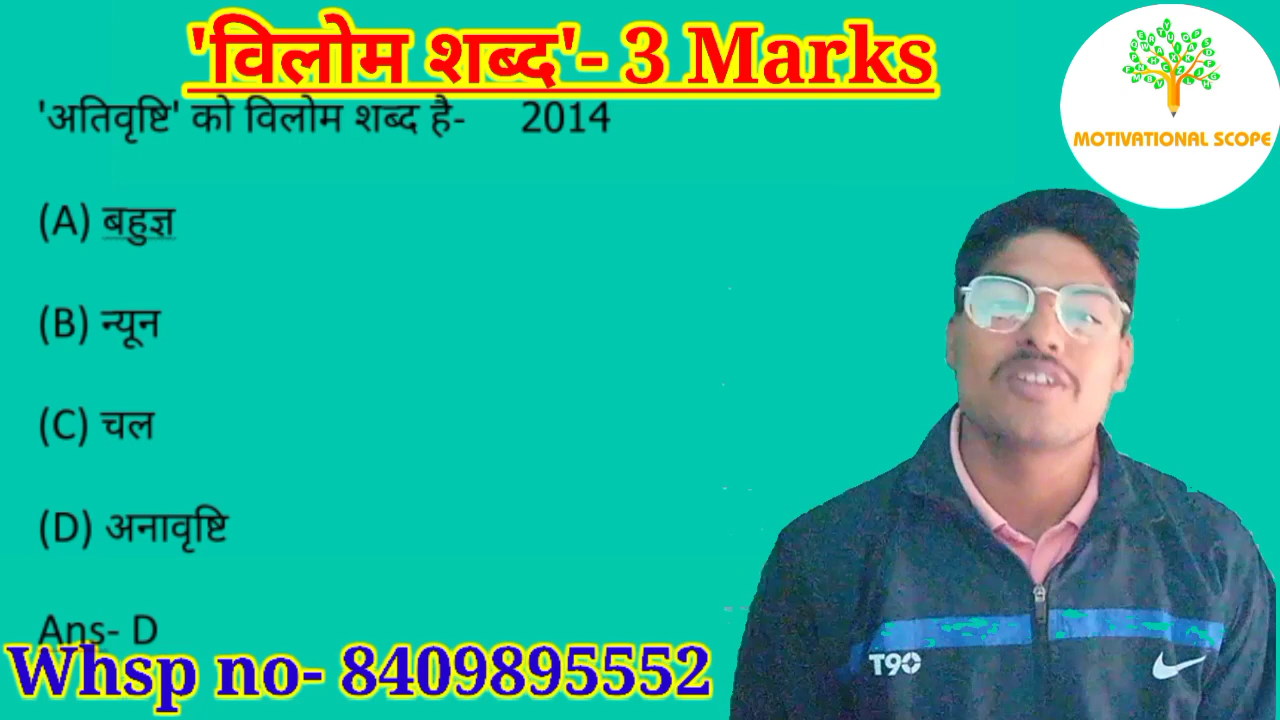 'विलोम शब्द'- 3 Marks
'अतिवृष्टि' को विलोम शब्द है- 2014
(A) बहुज्ञ
(B) न्यून
(C) चल
(D) अनावृष्टि
Ans- D
Whsp no- 8409895552
MOTIVATIONAL SCOPE
T90